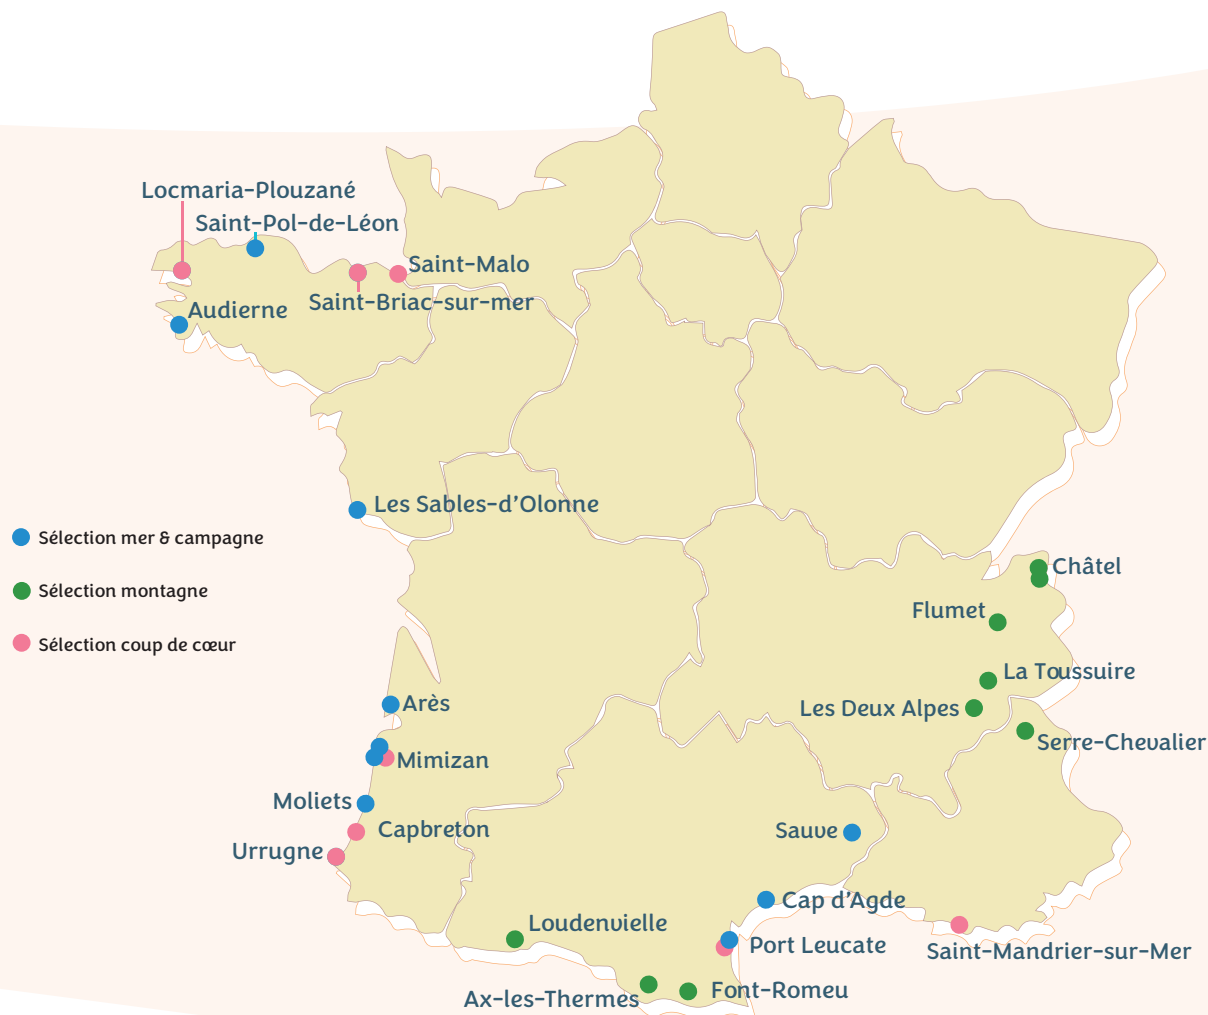 Locmaria-Plouzané
Saint-Pol-de-Léon
Saint-Malo
Saint-Briac-sur-mer
Audierne
Les Sables-d'Olonne
Sélection mer & campagne
Sélection montagne
Sélection coup de cœur
Châtel
Flumet
La Toussuire
Les Deux Alpes
Serre-Chevalier
Arès
Mimizan
Moliets
Capbreton
Urrugne
Sauve
Cap d'Agde
Loudenvielle
Port Leucate
Saint-Mandrier-sur-Mer
Ax-les-Thermes
Font-Romeu